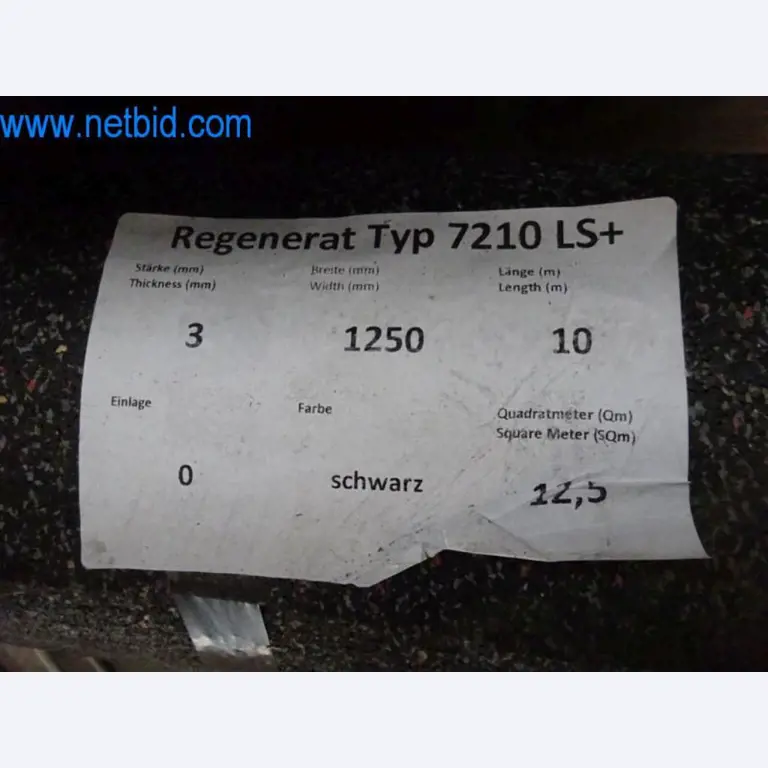 www.netbid.com
Regenerat Typ 7210 LS+
Stärke (mm) Breite (mm) Länge (m)
Thickness (mm) Width (mm) Length (m)
3 1250 10
Einlage Farbe Quadratmeter (Qm)
Square Meter (SQm)
0 schwarz 12,5